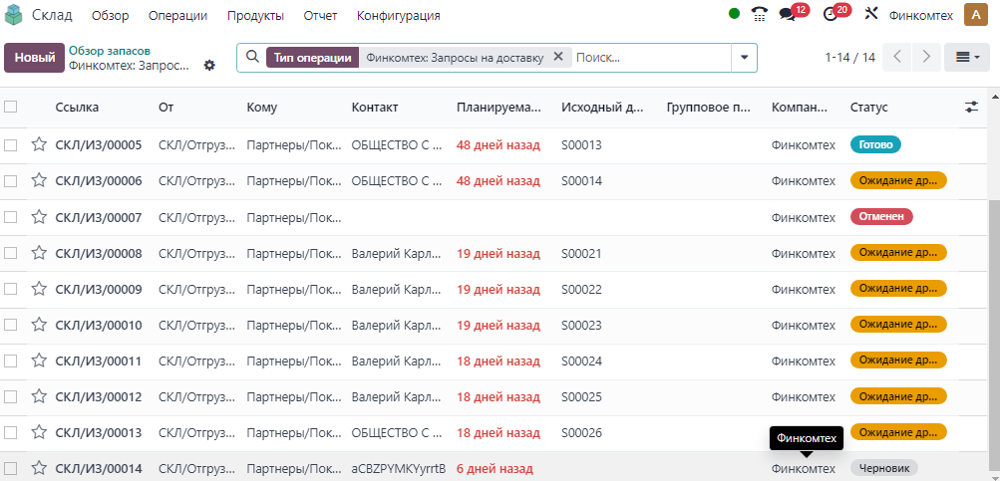 Склад Обзор Операции Продукты Отчет Конфигурация 12 20 Финкомтех A
Новый Обзор запасов
Финкомтех: Запрос... Тип операции Финкомтех: Запросы на доставку Поиск... 1-14 / 14
Ссылка От Кому Контакт Планируема... Исходный д... Групповое п... Компан... Статус
СКЛ/ИЗ/00005 СКЛ/Отгруз... Партнеры/Пок... ОБЩЕСТВО С ... 48 дней назад S00013 Финкомтех Готово
СКЛ/ИЗ/00006 СКЛ/Отгруз... Партнеры/Пок... ОБЩЕСТВО С ... 48 дней назад S00014 Финкомтех Ожидание др...
СКЛ/ИЗ/00007 СКЛ/Отгруз... Партнеры/Пок... Финкомтех Отменен
СКЛ/ИЗ/00008 СКЛ/Отгруз... Партнеры/Пок... Валерий Карл... 19 дней назад S00021 Финкомтех Ожидание др...
СКЛ/ИЗ/00009 СКЛ/Отгруз... Партнеры/Пок... Валерий Карл... 19 дней назад S00022 Финкомтех Ожидание др...
СКЛ/ИЗ/00010 СКЛ/Отгруз... Партнеры/Пок... Валерий Карл... 19 дней назад S00023 Финкомтех Ожидание др...
СКЛ/ИЗ/00011 СКЛ/Отгруз... Партнеры/Пок... Валерий Карл... 18 дней назад S00024 Финкомтех Ожидание др...
СКЛ/ИЗ/00012 СКЛ/Отгруз... Партнеры/Пок... Валерий Карл... 18 дней назад S00025 Финкомтех Ожидание др...
СКЛ/ИЗ/00013 СКЛ/Отгруз... Партнеры/Пок... ОБЩЕСТВО С ... 18 дней назад S00026 Ожидание др...
Финкомтех
СКЛ/ИЗ/00014 СКЛ/Отгруз... Партнеры/Пок... aCBZPYMKYyrrtB 6 дней назад Финкомтех Черновик